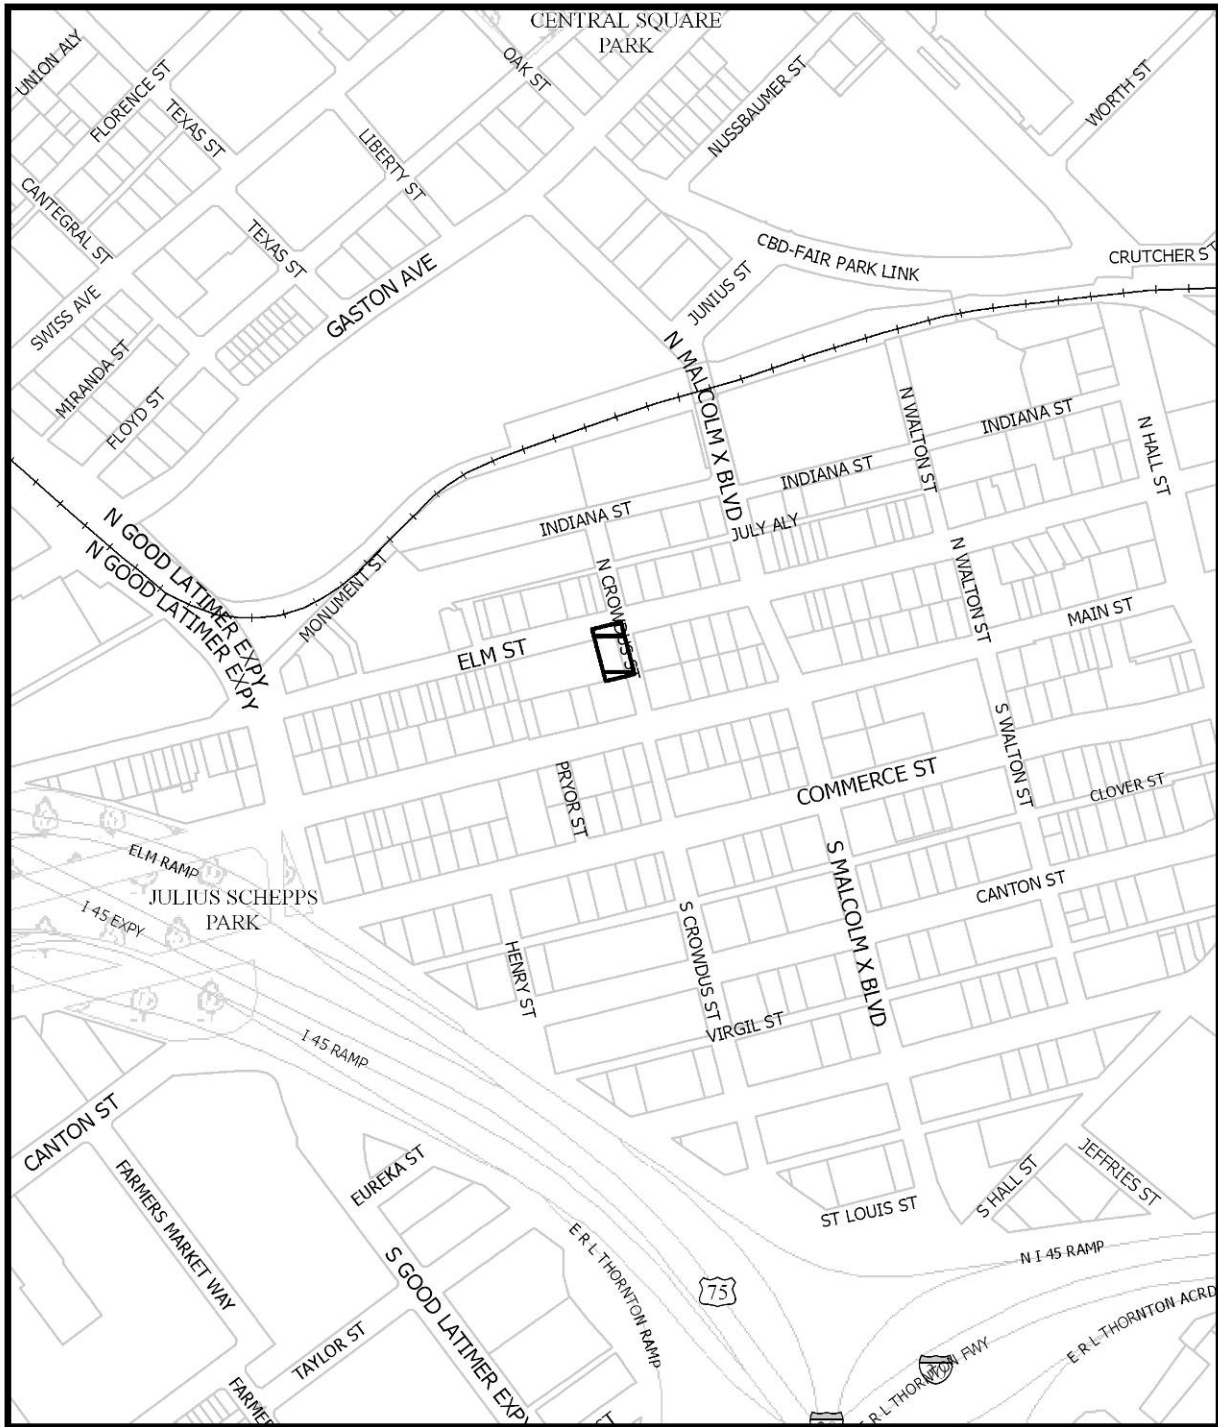 CENTRAL SQUARE
PARK
UNION ALY
OAK ST
FLORENCE ST
NUSSBAUMER ST
WORTH ST
TEXAS ST
LIBERTY ST
CANTEGRAL ST
TEXAS ST
CBD-FAIR PARK LINK
CRUTCHER ST
GASTON AVE
JUNIUS ST
SWISS AVE
MIRANDA ST
FLOYD ST
N MALCOLM X BLVD
N WALTON ST
INDIANA ST
N HALL ST
INDIANA ST
INDIANA ST
JULY ALY
N GOOD LATIMER EXPY
N GOOD LATIMER EXPY
MONUMENT ST
N CROWDUS ST
N WALTON ST
MAIN ST
ELM ST
S WALTON ST
PRYOR ST
COMMERCE ST
CLOVER ST
ELM RAMP
JULIUS SCHEPPS
PARK
I 45 EXPY
S MALCOLM X BLVD
CANTON ST
HENRY ST
S CROWDUS ST
VIRGIL ST
I 45 RAMP
CANTON ST
EUREKA ST
FARMERS MARKET WAY
S HALL ST
JEFFRIES ST
ST LOUIS ST
E R L THORNTON RAMP
N I 45 RAMP
S GOOD LATIMER EXPY
75
E R L THORNTON ACRD
TAYLOR ST
E R L THORNTON FWY
FARMER
ST